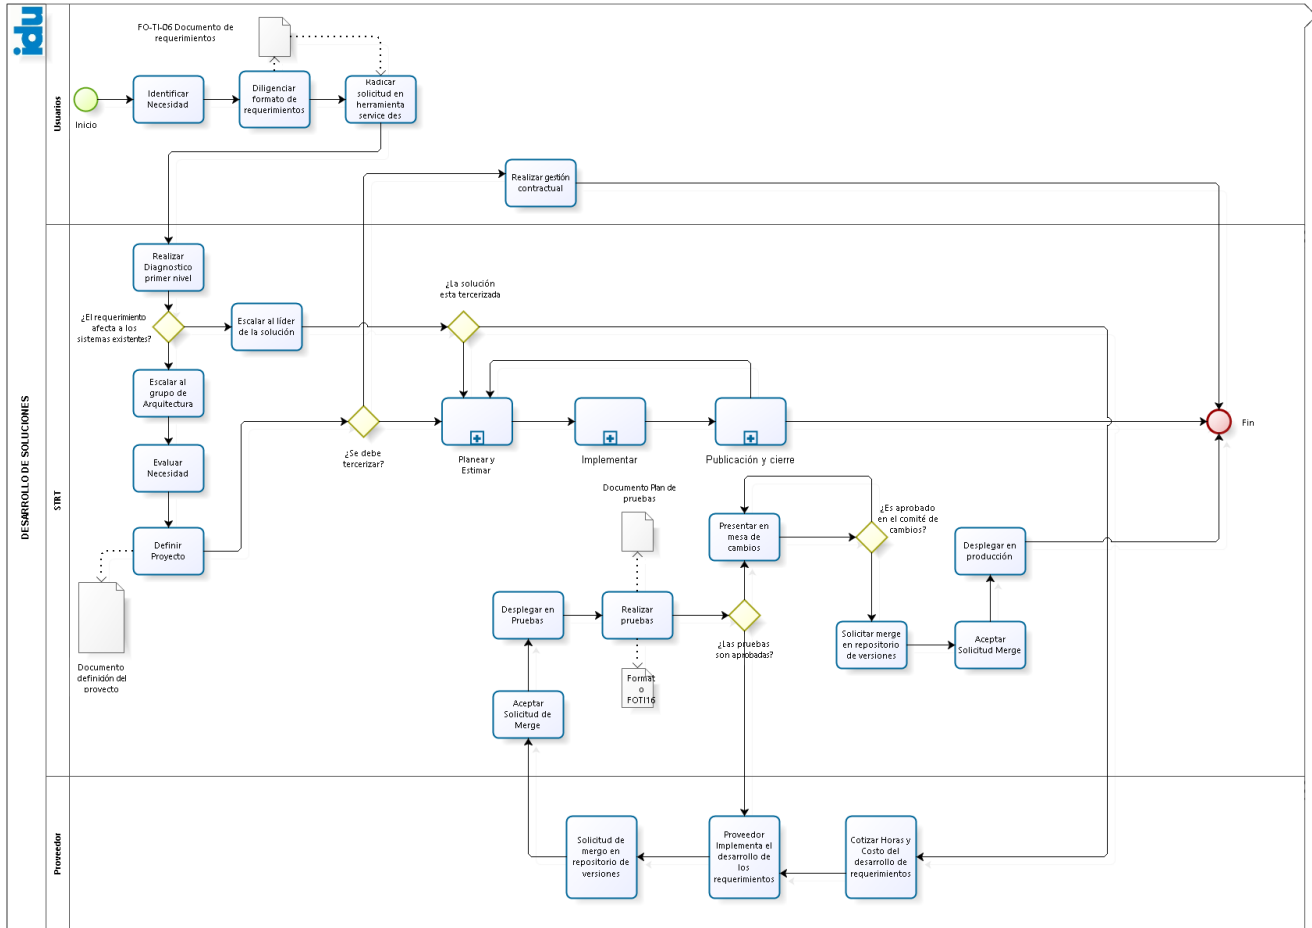 idu
DESARROLLO DE SOLUCIONES
Usuarios
FO-TI-06 Documento de
requerimientos
Inicio
Identificar
Necesidad
Diligenciar
formato de
requerimientos
Radicar
solicitud en
herramienta
service des
Realizar gestión
contractual
STRT
Realizar
Diagnostico
primer nivel
¿El requerimiento
afecta a los
sistemas existentes?
Escalar al líder
de la solución
¿La solución
esta tercerizada
Escalar al
grupo de
Arquitectura
Evaluar
Necesidad
Definir
Proyecto
Documento
definición del
proyecto
¿Se debe
tercerizar?
Planear y
Estimar
Implementar
Publicación y cierre
Fin
Documento Plan de
pruebas
Presentar en
mesa de
cambios
¿Es aprobado
en el comité de
cambios?
Desplegar en
producción
Desplegar en
Pruebas
Realizar
pruebas
¿Las pruebas
son aprobadas?
Solicitar merge
en repositorio
de versiones
Aceptar
Solicitud Merge
Format
o
FOTI16
Aceptar
Solicitud de
Merge
Proveedor
Solicitud de
mergo en
repositorio de
versiones
Proveedor
Implementa el
desarrollo de
los
requerimientos
Cotizar Horas y
Costo del
desarrollo de
requerimientos